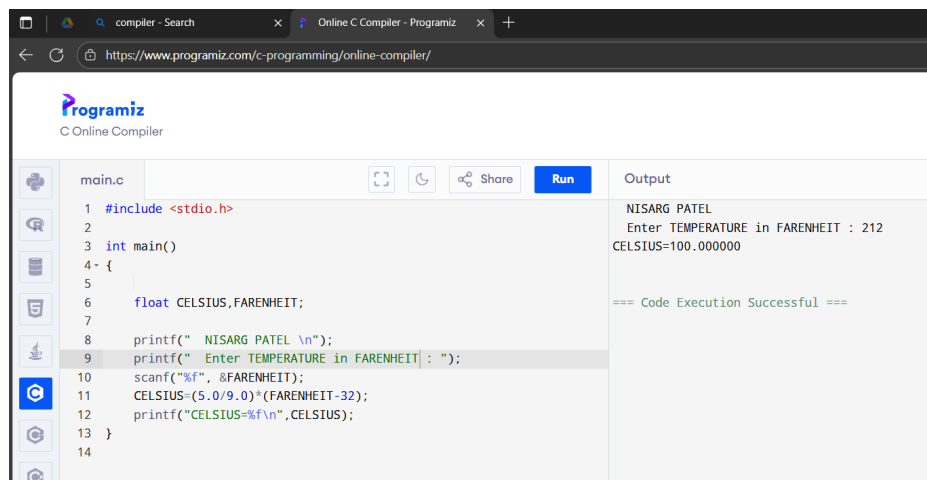 compiler - Search
Online C Compiler - Programiz
https://www.programiz.com/c-programming/online-compiler/
Programiz
C Online Compiler
main.c
Share
Run
Output
1 #include <stdio.h>
2
3 int main()
4 {
5
6     float CELSIUS,FARENHEIT;
7
8     printf("  NISARG PATEL \n");
9     printf("  Enter TEMPERATURE in FARENHEIT : ");
10     scanf("%f", &FARENHEIT);
11     CELSIUS=(5.0/9.0)*(FARENHEIT-32);
12     printf("CELSIUS=%f\n",CELSIUS);
13 }
14
NISARG PATEL
Enter TEMPERATURE in FARENHEIT : 212
CELSIUS=100.000000
=== Code Execution Successful ===